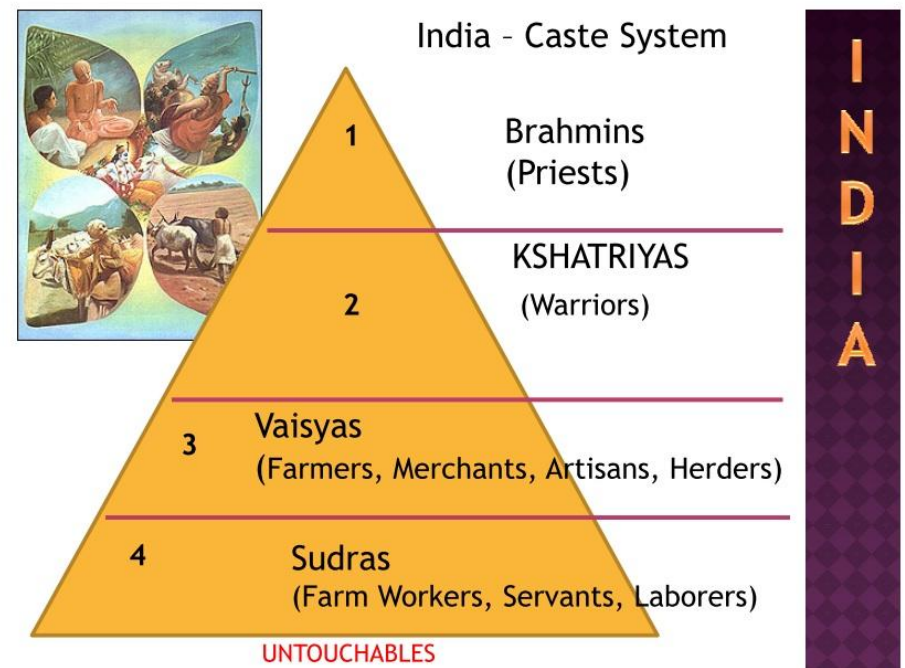 India - Caste System
1
Brahmins
(Priests)
2
KSHATRIYAS
(Warriors)
3
Vaisyas
(Farmers, Merchants, Artisans, Herders)
4
Sudras
(Farm Workers, Servants, Laborers)
UNTOUCHABLES
INDIA